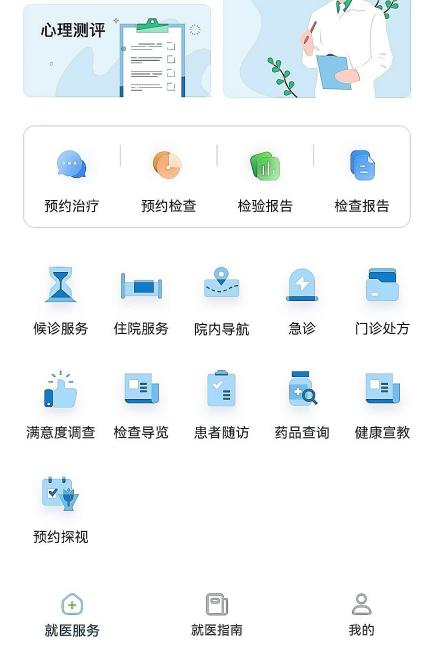 心理测评
预约治疗 预约检查 检验报告 检查报告
候诊服务 住院服务 院内导航 急诊 门诊处方
满意度调查 检查导览 患者随访 药品查询 健康宣教
预约探视
就医服务 就医指南 我的